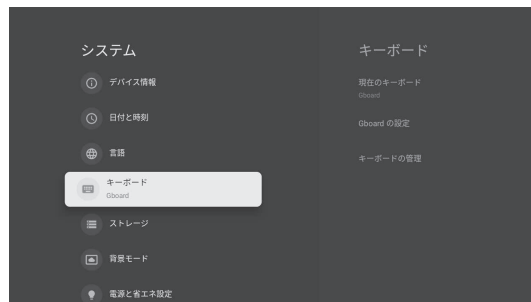 システム
デバイス情報
日付と時刻
言語
キーボード
Gboard
ストレージ
背景モード
電源と省エネ設定
キーボード
現在のキーボード
Gboard
Gboard の設定
キーボードの管理